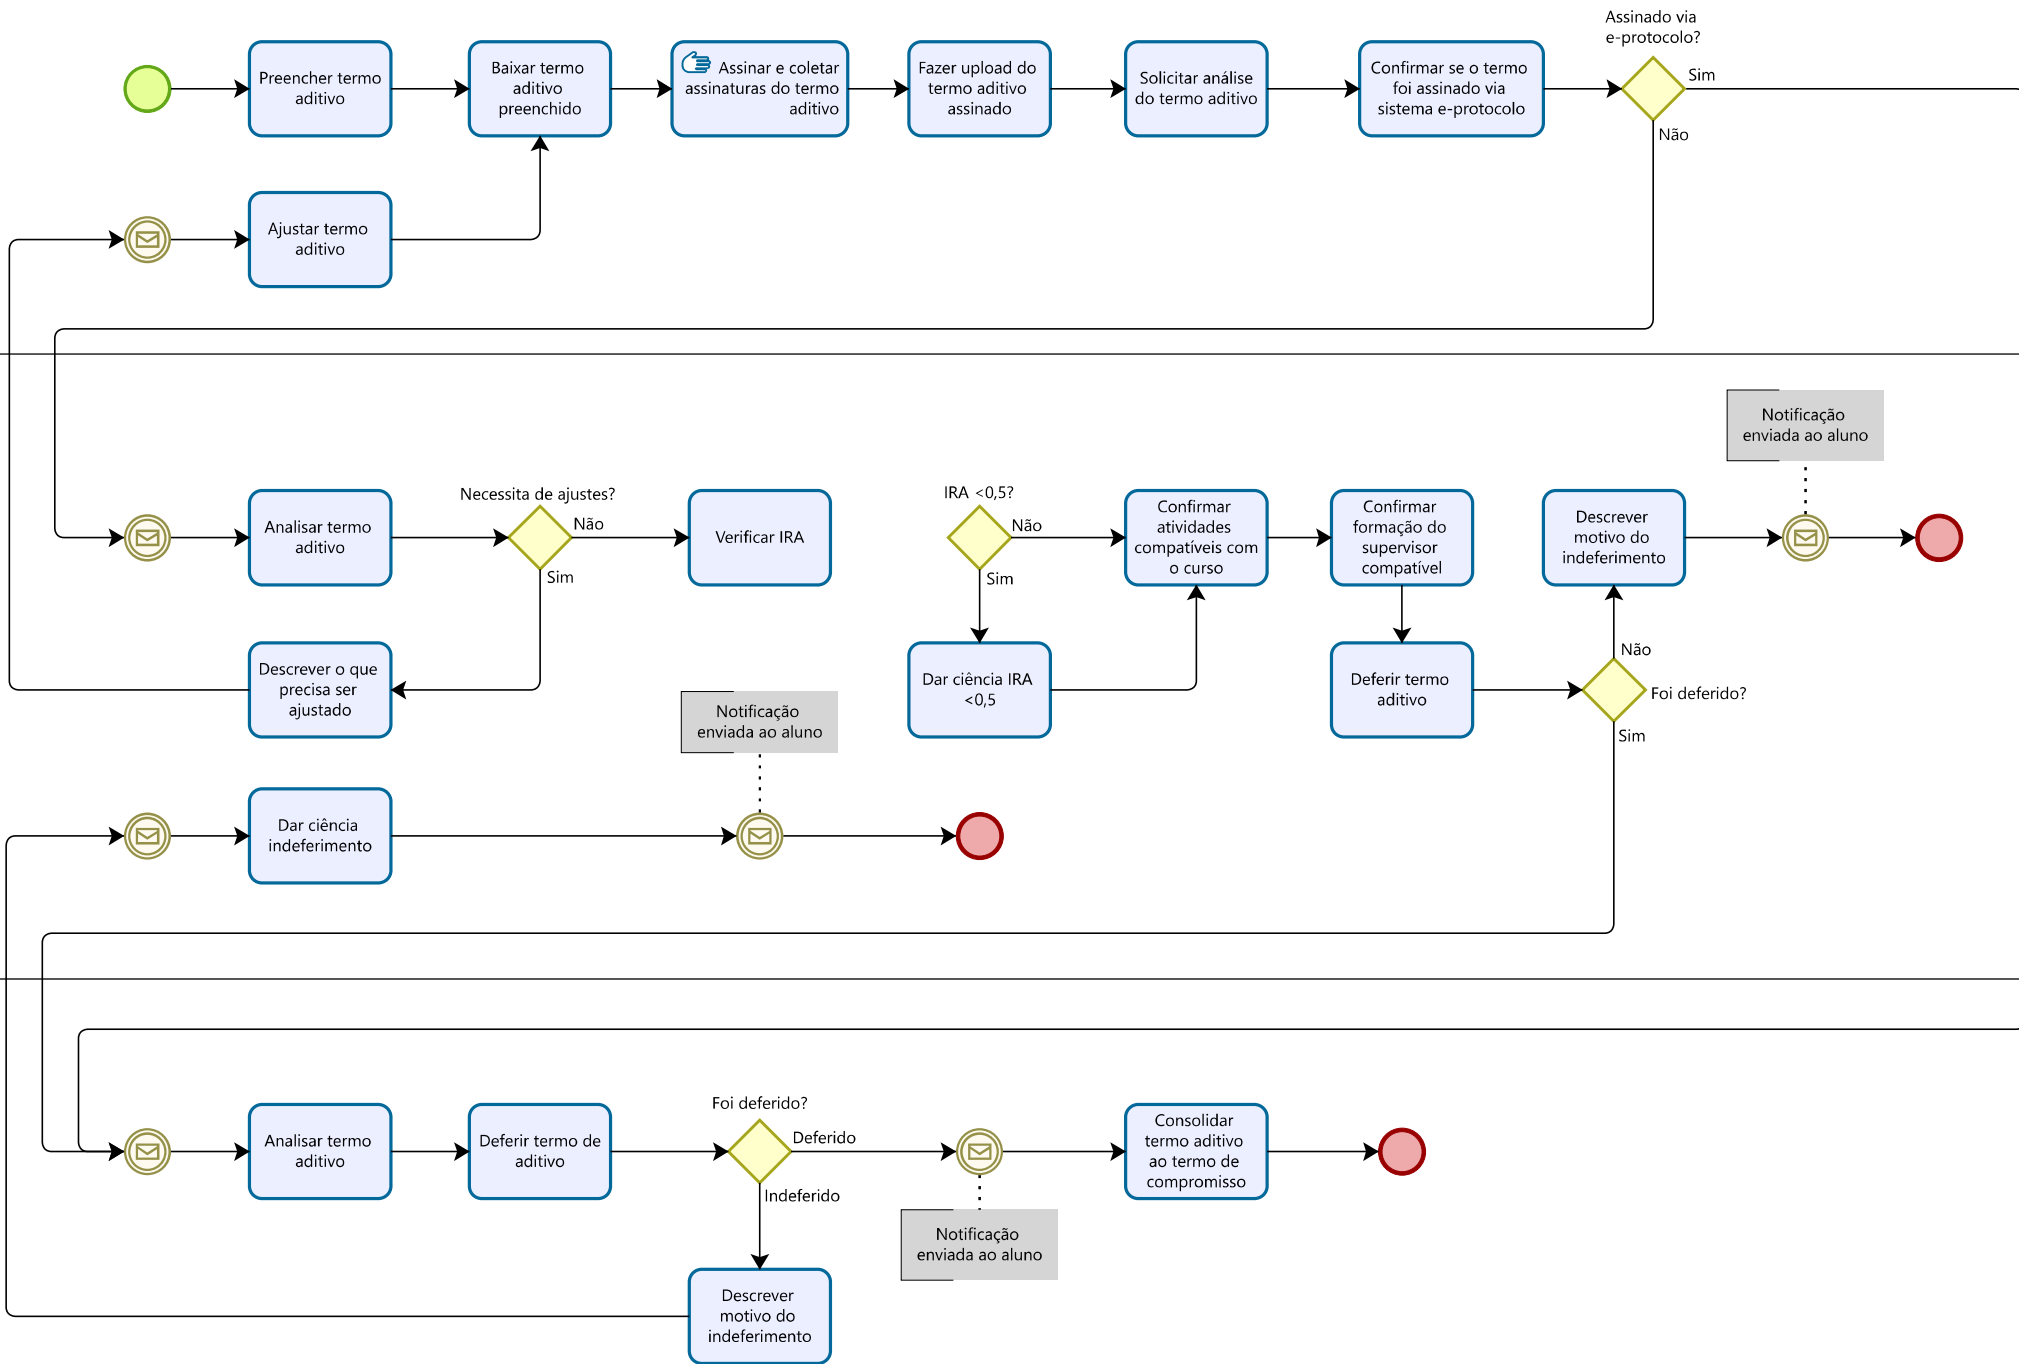 Assinado via
e-protocolo?
Preencher termo
aditivo
Baixar termo
aditivo
preenchido
Assinar e coletar
assinaturas do termo
aditivo
Fazer upload do
termo aditivo
assinado
Solicitar análise
do termo aditivo
Confirmar se o termo
foi assinado via
sistema e-protocolo
Sim
Não
Ajustar termo
aditivo
Notificação
enviada ao aluno
Analisar termo
aditivo
Necessita de ajustes?
Não
Sim
Verificar IRA
IRA <0,5?
Não
Sim
Confirmar
atividades
compatíveis com
o curso
Confirmar
formação do
supervisor
compatível
Descrever
motivo do
indeferimento
Descrever o que
precisa ser
ajustado
Dar ciência IRA
<0,5
Deferir termo
aditivo
Não
Foi deferido?
Sim
Notificação
enviada ao aluno
Dar ciência
indeferimento
Analisar termo
aditivo
Deferir termo de
aditivo
Foi deferido?
Deferido
Indeferido
Consolidar
termo aditivo
ao termo de
compromisso
Notificação
enviada ao aluno
Descrever
motivo do
indeferimento